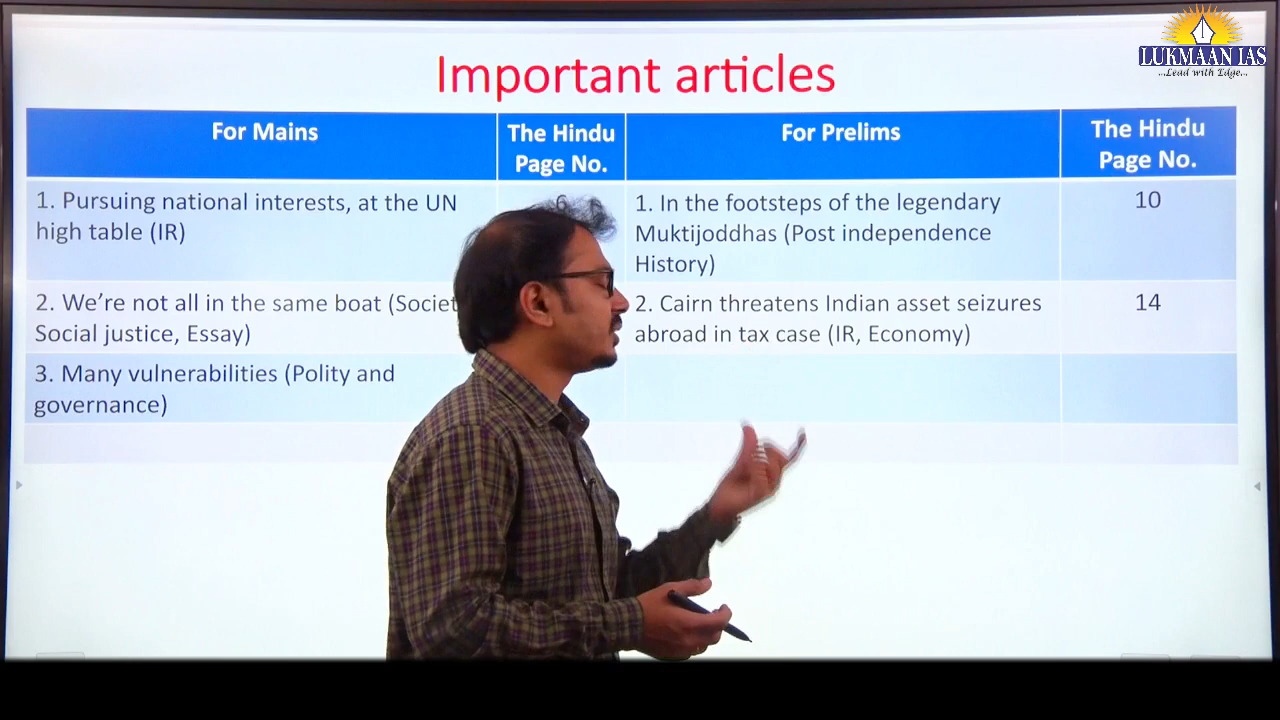 LUKMAAN IAS
...Lead with Edge...
Important articles
For Mains
The Hindu
Page No.
For Prelims
The Hindu
Page No.
1. Pursuing national interests, at the UN
high table (IR)
6
1. In the footsteps of the legendary
Muktijoddhas (Post independence
History)
10
2. We’re not all in the same boat
Social justice, Essay)
2. Cairn threatens Indian asset seizures
abroad in tax case (IR, Economy)
14
3. Many vulnerabilities (Polity and
governance)